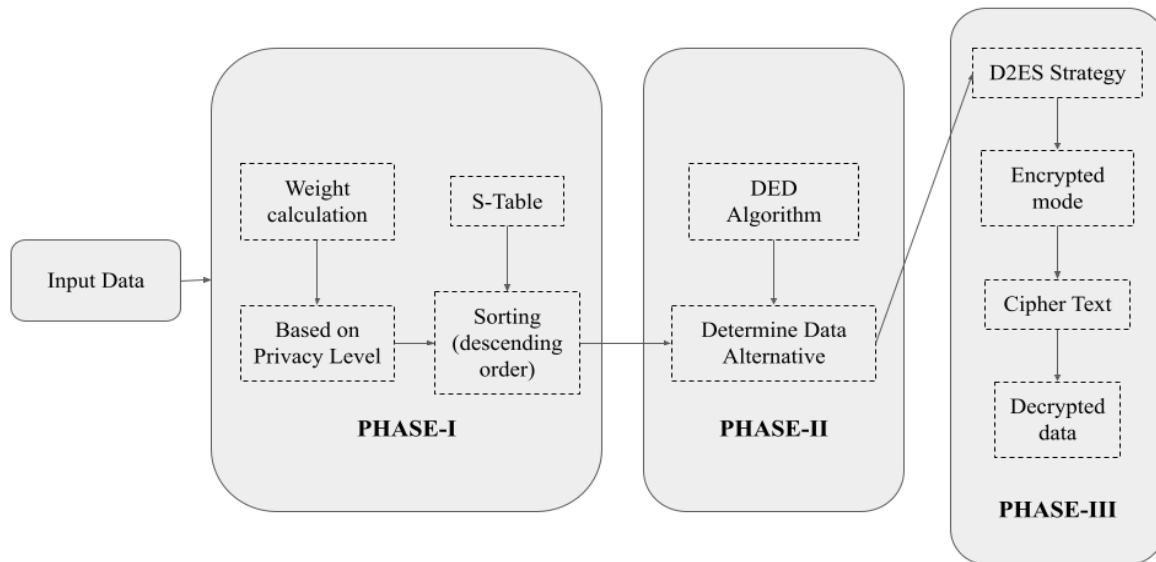 Input Data
Weight
calculation
S-Table
Based on
Privacy Level
Sorting
(descending
order)
PHASE-I
DED
Algorithm
Determine Data
Alternative
PHASE-II
D2ES Strategy
Encrypted
mode
Cipher Text
Decrypted
data
PHASE-III